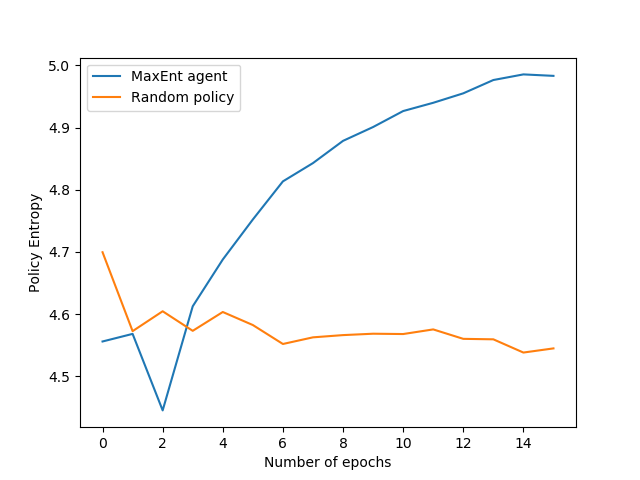 MaxEnt agent
Random policy
5.0
4.9
4.8
4.7
4.6
4.5
Policy Entropy
0 2 4 6 8 10 12 14
Number of epochs